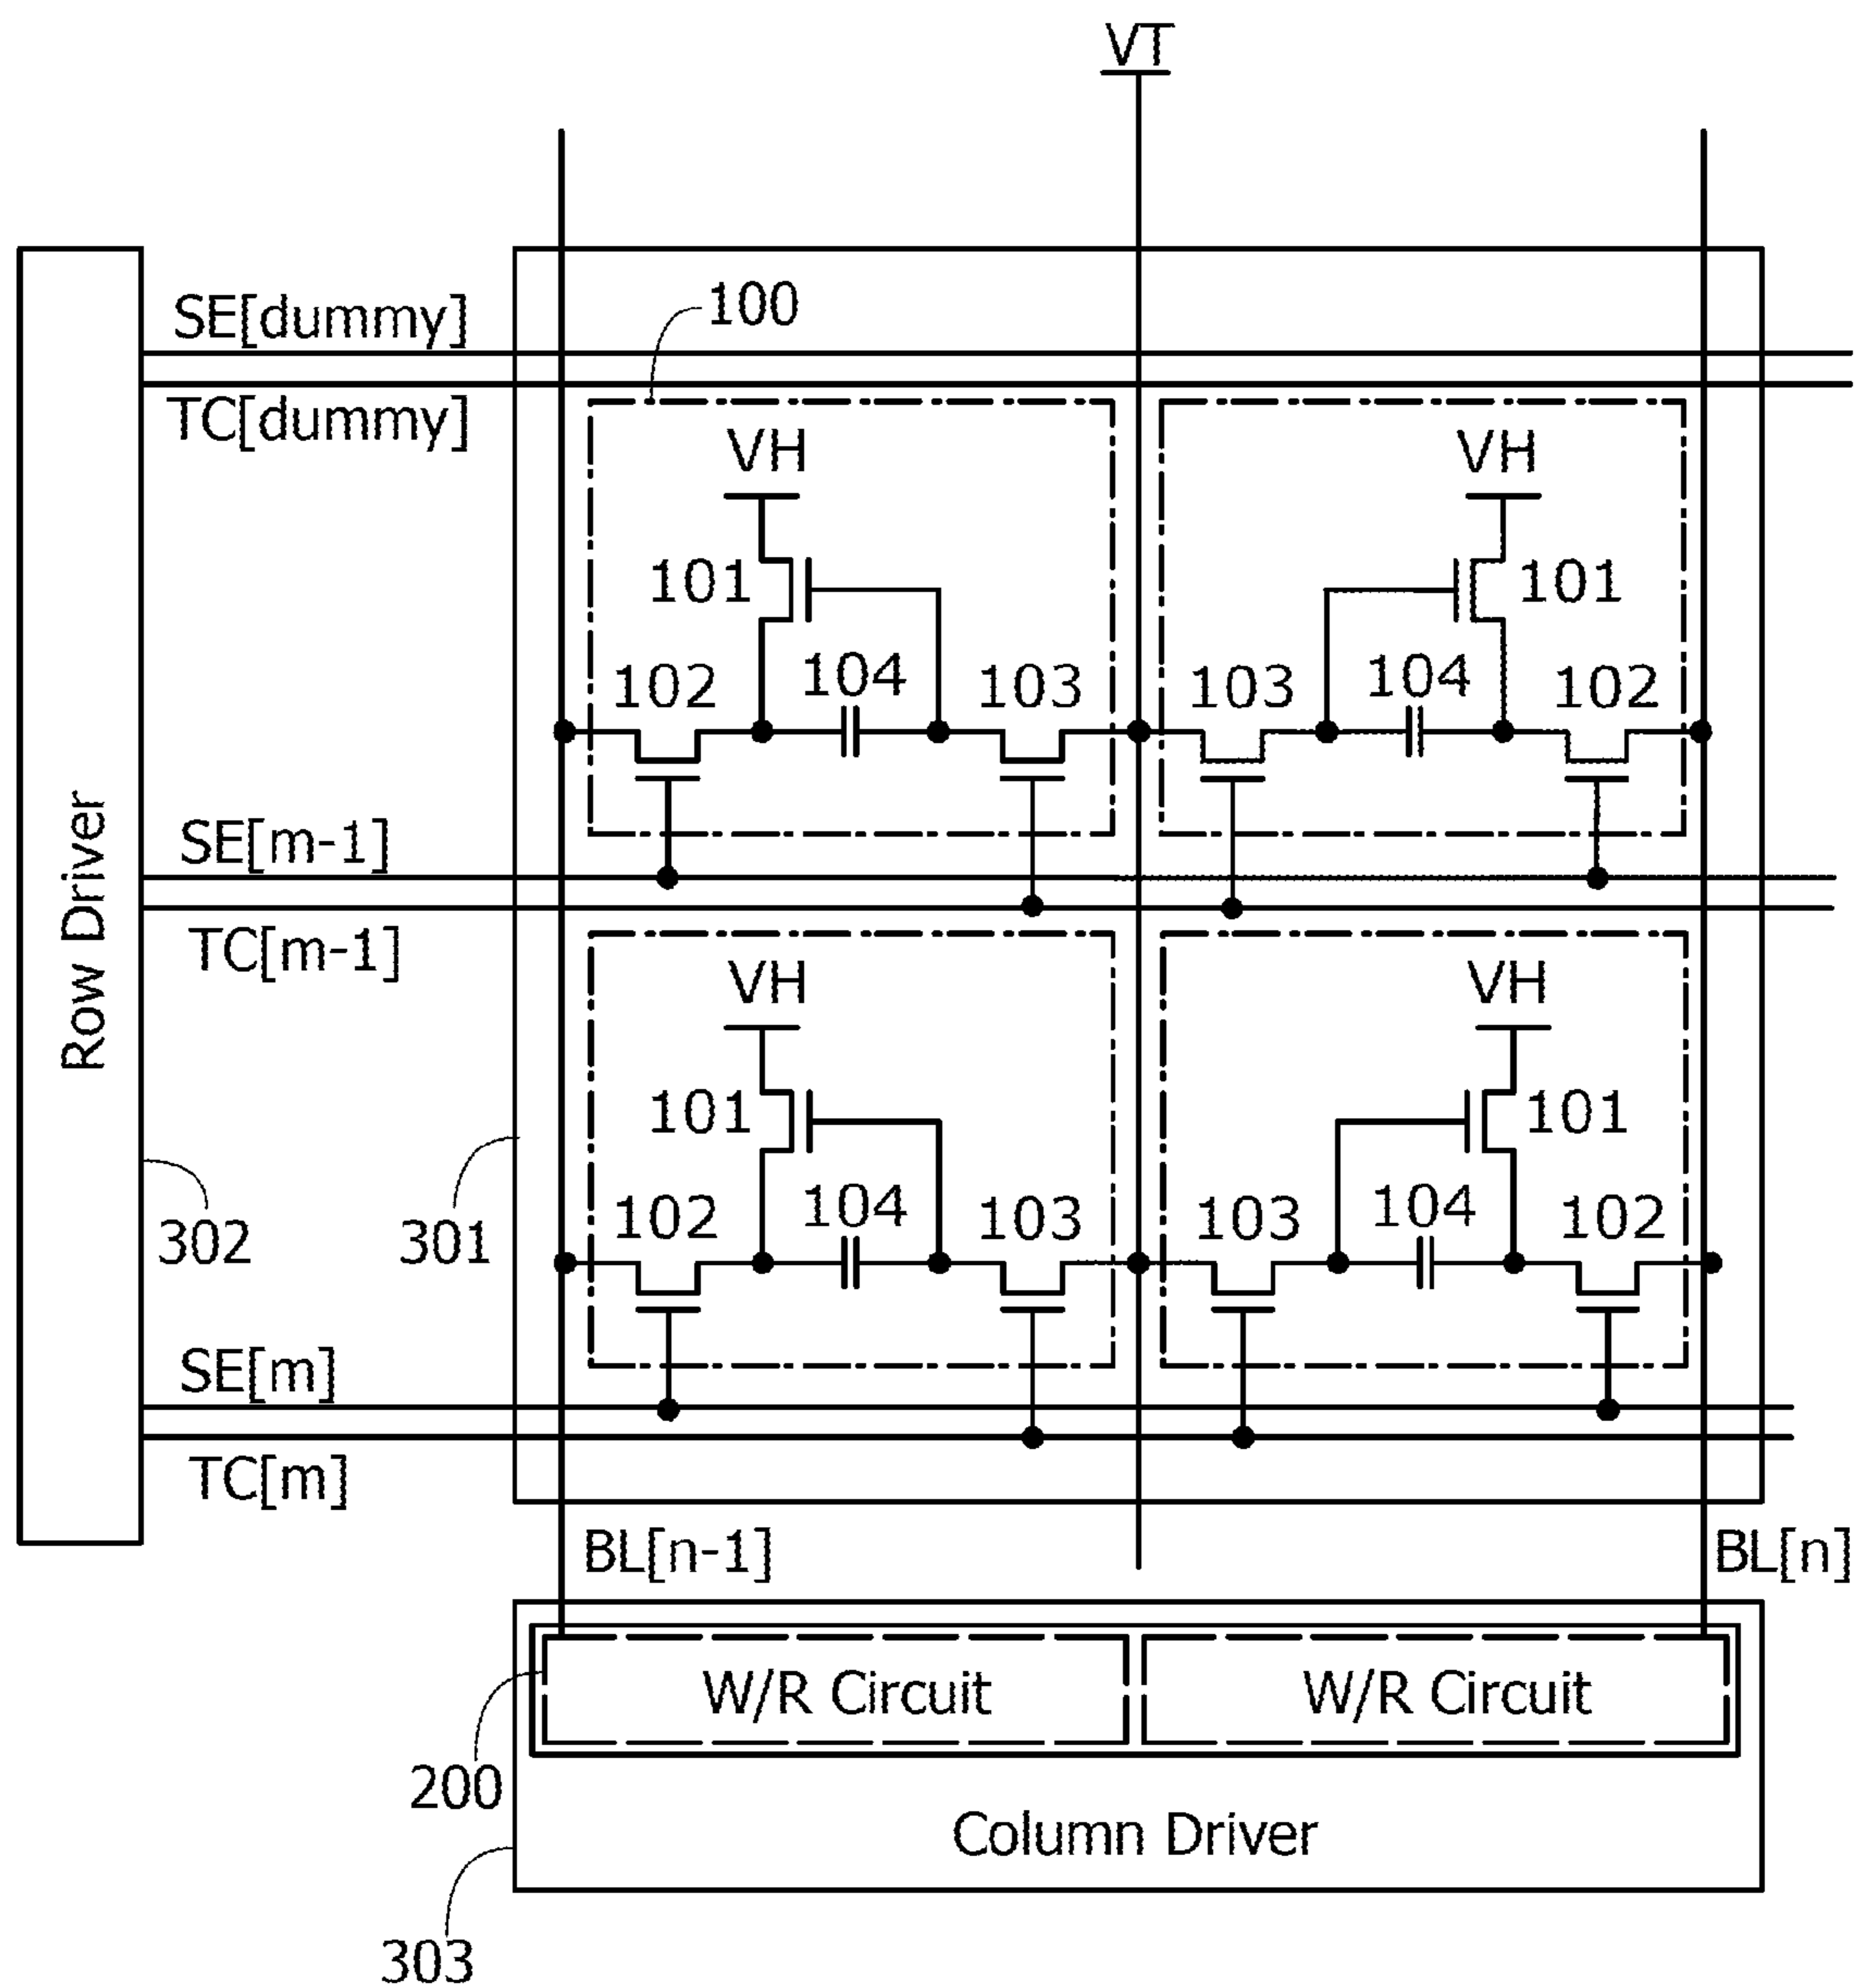 VT
SE[dummy]
100
TC[dummy]
VH
VH
101
101
102
104
103
103
104
102
SE[m-1]
TC[m-1]
VH
VH
Row Driver
101
101
102
104
103
103
104
102
302
301
SE[m]
TC[m]
BL[n-1]
BL[n]
W/R Circuit
W/R Circuit
200
Column Driver
303